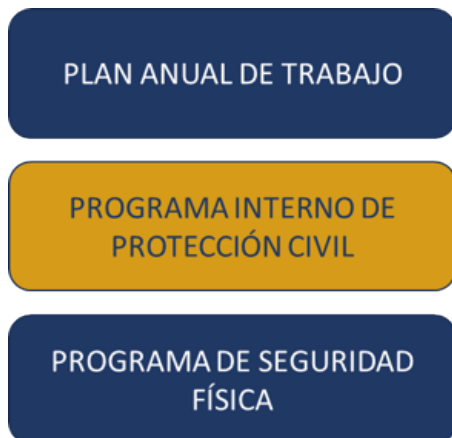 PLAN ANUAL DE TRABAJO
PROGRAMA INTERNO DE
PROTECCIÓN CIVIL
PROGRAMA DE SEGURIDAD
FÍSICA